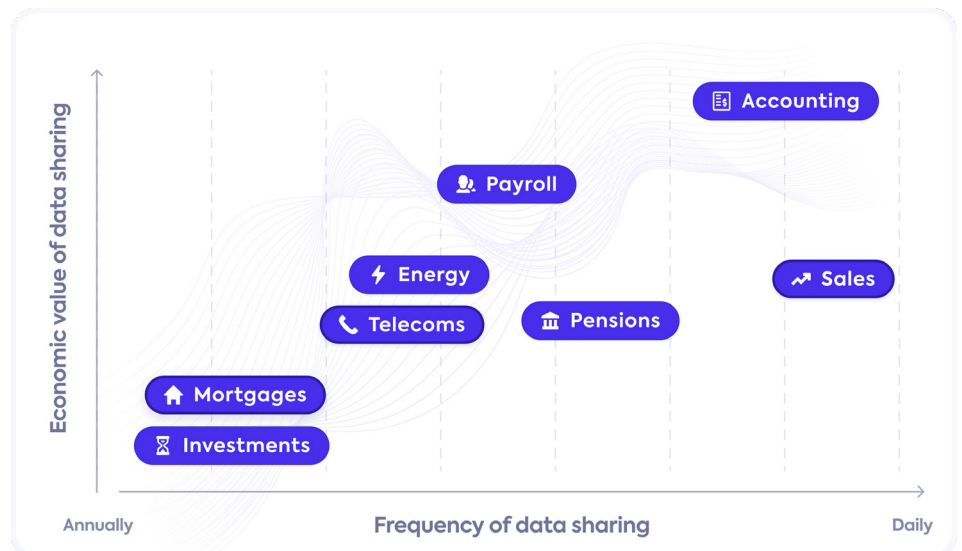 Economic value of data sharing
Accounting
Payroll
Energy
Sales
Telecoms
Pensions
Mortgages
Investments
Annually
Frequency of data sharing
Daily